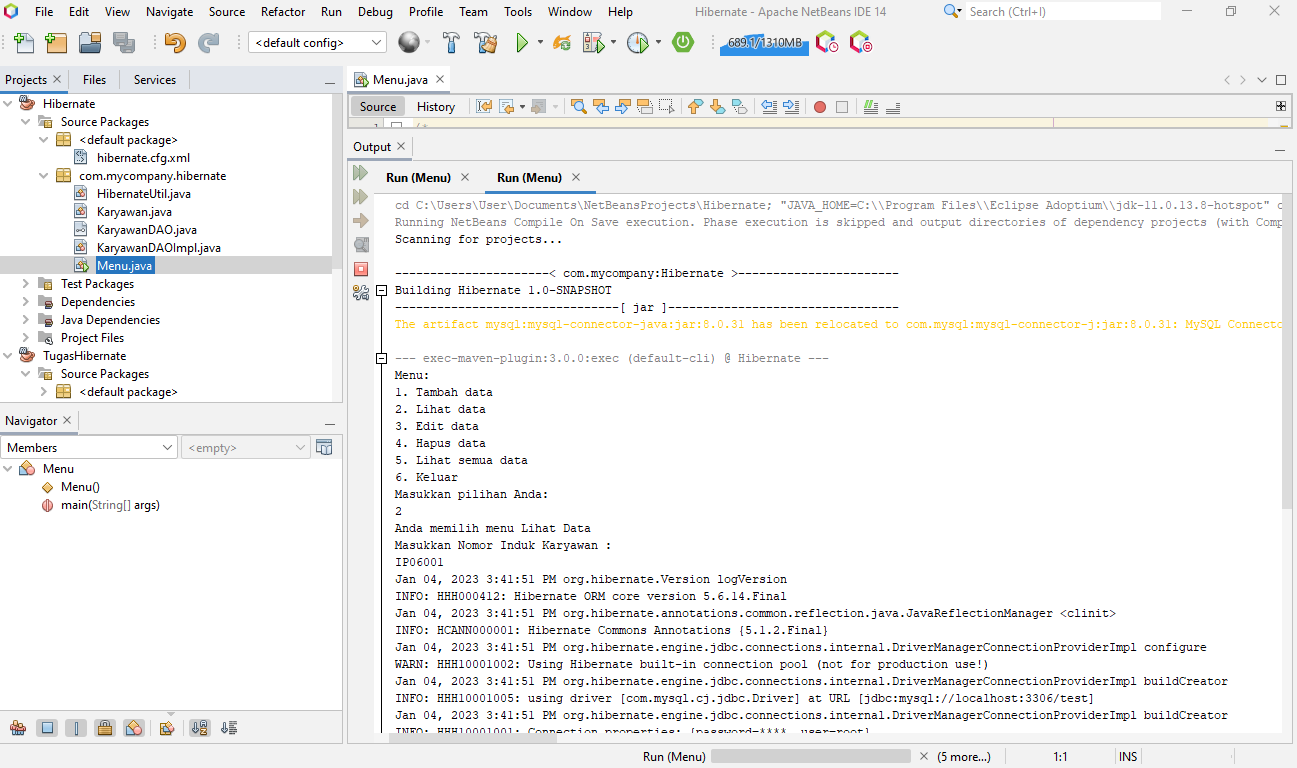 File Edit View Navigate Source Refactor Run Debug Profile Team Tools Window Help
Hibernate - Apache NetBeans IDE 14
Search (Ctrl+I)
<default config>
689.1/1310MB
Projects
Files
Services
Hibernate
Source Packages
<default package>
hibernate.cfg.xml
com.mycompany.hibernate
HibernateUtil.java
Karyawan.java
KaryawanDAO.java
KaryawanDAOImpl.java
Menu.java
Test Packages
Dependencies
Java Dependencies
Project Files
TugasHibernate
Source Packages
<default package>
Navigator
Members
<empty>
Menu
Menu()
main(String[] args)
Menu.java
Source
History
Output
Run (Menu)
Run (Menu)
cd C:\Users\User\Documents\NetBeansProjects\Hibernate; "JAVA_HOME=C:\\Program Files\\Eclipse Adoptium\\jdk-11.0.13.8-hotspot"
Running NetBeans Compile On Save execution. Phase execution is skipped and output directories of dependency projects (with Comp
Scanning for projects...
----------------------< com.mycompany:Hibernate >-----------------------
Building Hibernate 1.0-SNAPSHOT
--------------------------------[ jar ]---------------------------------
The artifact mysql:mysql-connector-java:jar:8.0.31 has been relocated to com.mysql:mysql-connector-j:jar:8.0.31: MySQL Connecto
--- exec-maven-plugin:3.0.0:exec (default-cli) @ Hibernate ---
Menu:
1. Tambah data
2. Lihat data
3. Edit data
4. Hapus data
5. Lihat semua data
6. Keluar
Masukkan pilihan Anda:
2
Anda memilih menu Lihat Data
Masukkan Nomor Induk Karyawan :
IP06001
Jan 04, 2023 3:41:51 PM org.hibernate.Version logVersion
INFO: HHH000412: Hibernate ORM core version 5.6.14.Final
Jan 04, 2023 3:41:51 PM org.hibernate.annotations.common.reflection.java.JavaReflectionManager <clinit>
INFO: HCANN000001: Hibernate Commons Annotations {5.1.2.Final}
Jan 04, 2023 3:41:51 PM org.hibernate.engine.jdbc.connections.internal.DriverManagerConnectionProviderImpl configure
WARN: HHH10001002: Using Hibernate built-in connection pool (not for production use!)
Jan 04, 2023 3:41:51 PM org.hibernate.engine.jdbc.connections.internal.DriverManagerConnectionProviderImpl buildCreator
INFO: HHH10001005: using driver [com.mysql.cj.jdbc.Driver] at URL [jdbc:mysql://localhost:3306/test]
Jan 04, 2023 3:41:51 PM org.hibernate.engine.jdbc.connections.internal.DriverManagerConnectionProviderImpl buildCreator
INFO: HHH10001001: Connection properties: {password=****, user=root}
Run (Menu)
(5 more...)
1:1
INS